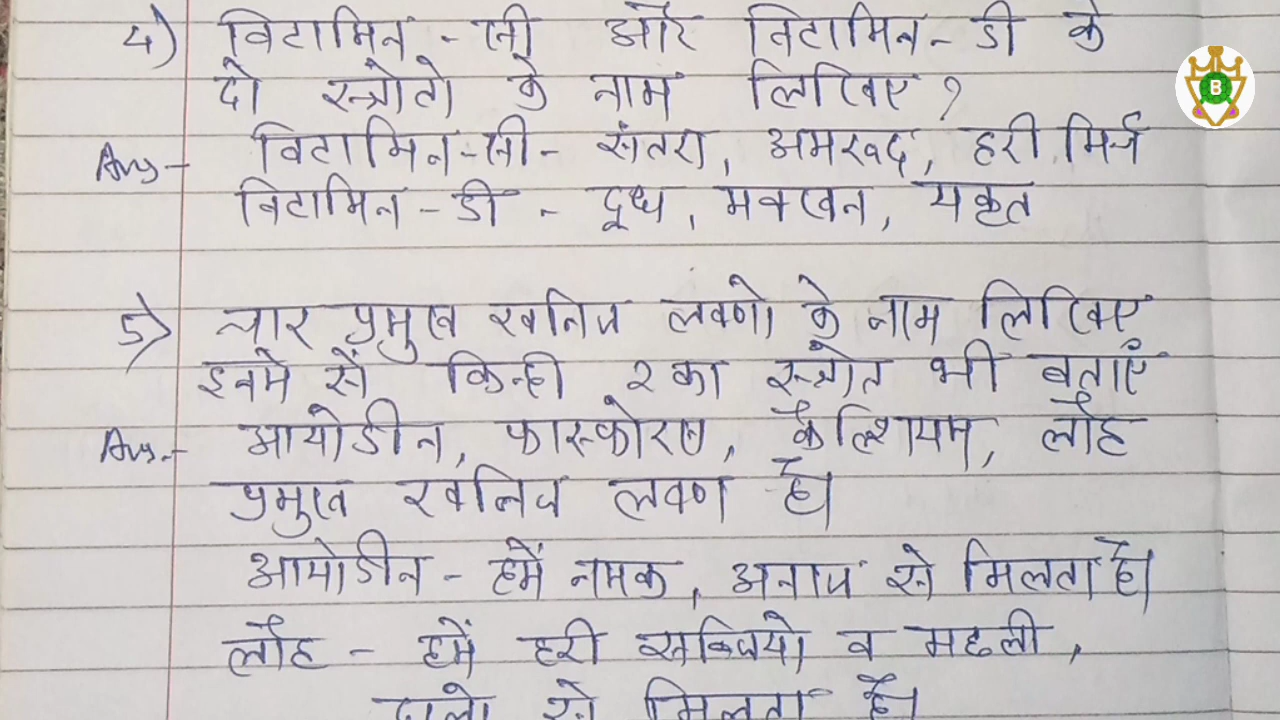 4) विटामिन - सी और विटामिन - डी के
दो स्त्रोतो के नाम लिखिए ?
Ans - विटामिन - सी - संतरा, अमरूद, हरी मिर्च
विटामिन - डी - दूध, मक्खन, यकृत
5) चार प्रमुख खनिज लवणो के नाम लिखिए
इनमे से किन्ही २ का स्त्रोत भी बताएँ
Ans.- आयोडीन, फास्फोरस, कैल्शियम, लौह
प्रमुख खनिज लवण है।
आयोडीन - हमें नमक, अनाज से मिलता है।
लौह - हमें हरी सब्जियो व मछली,
दालो से मिलता है।
B